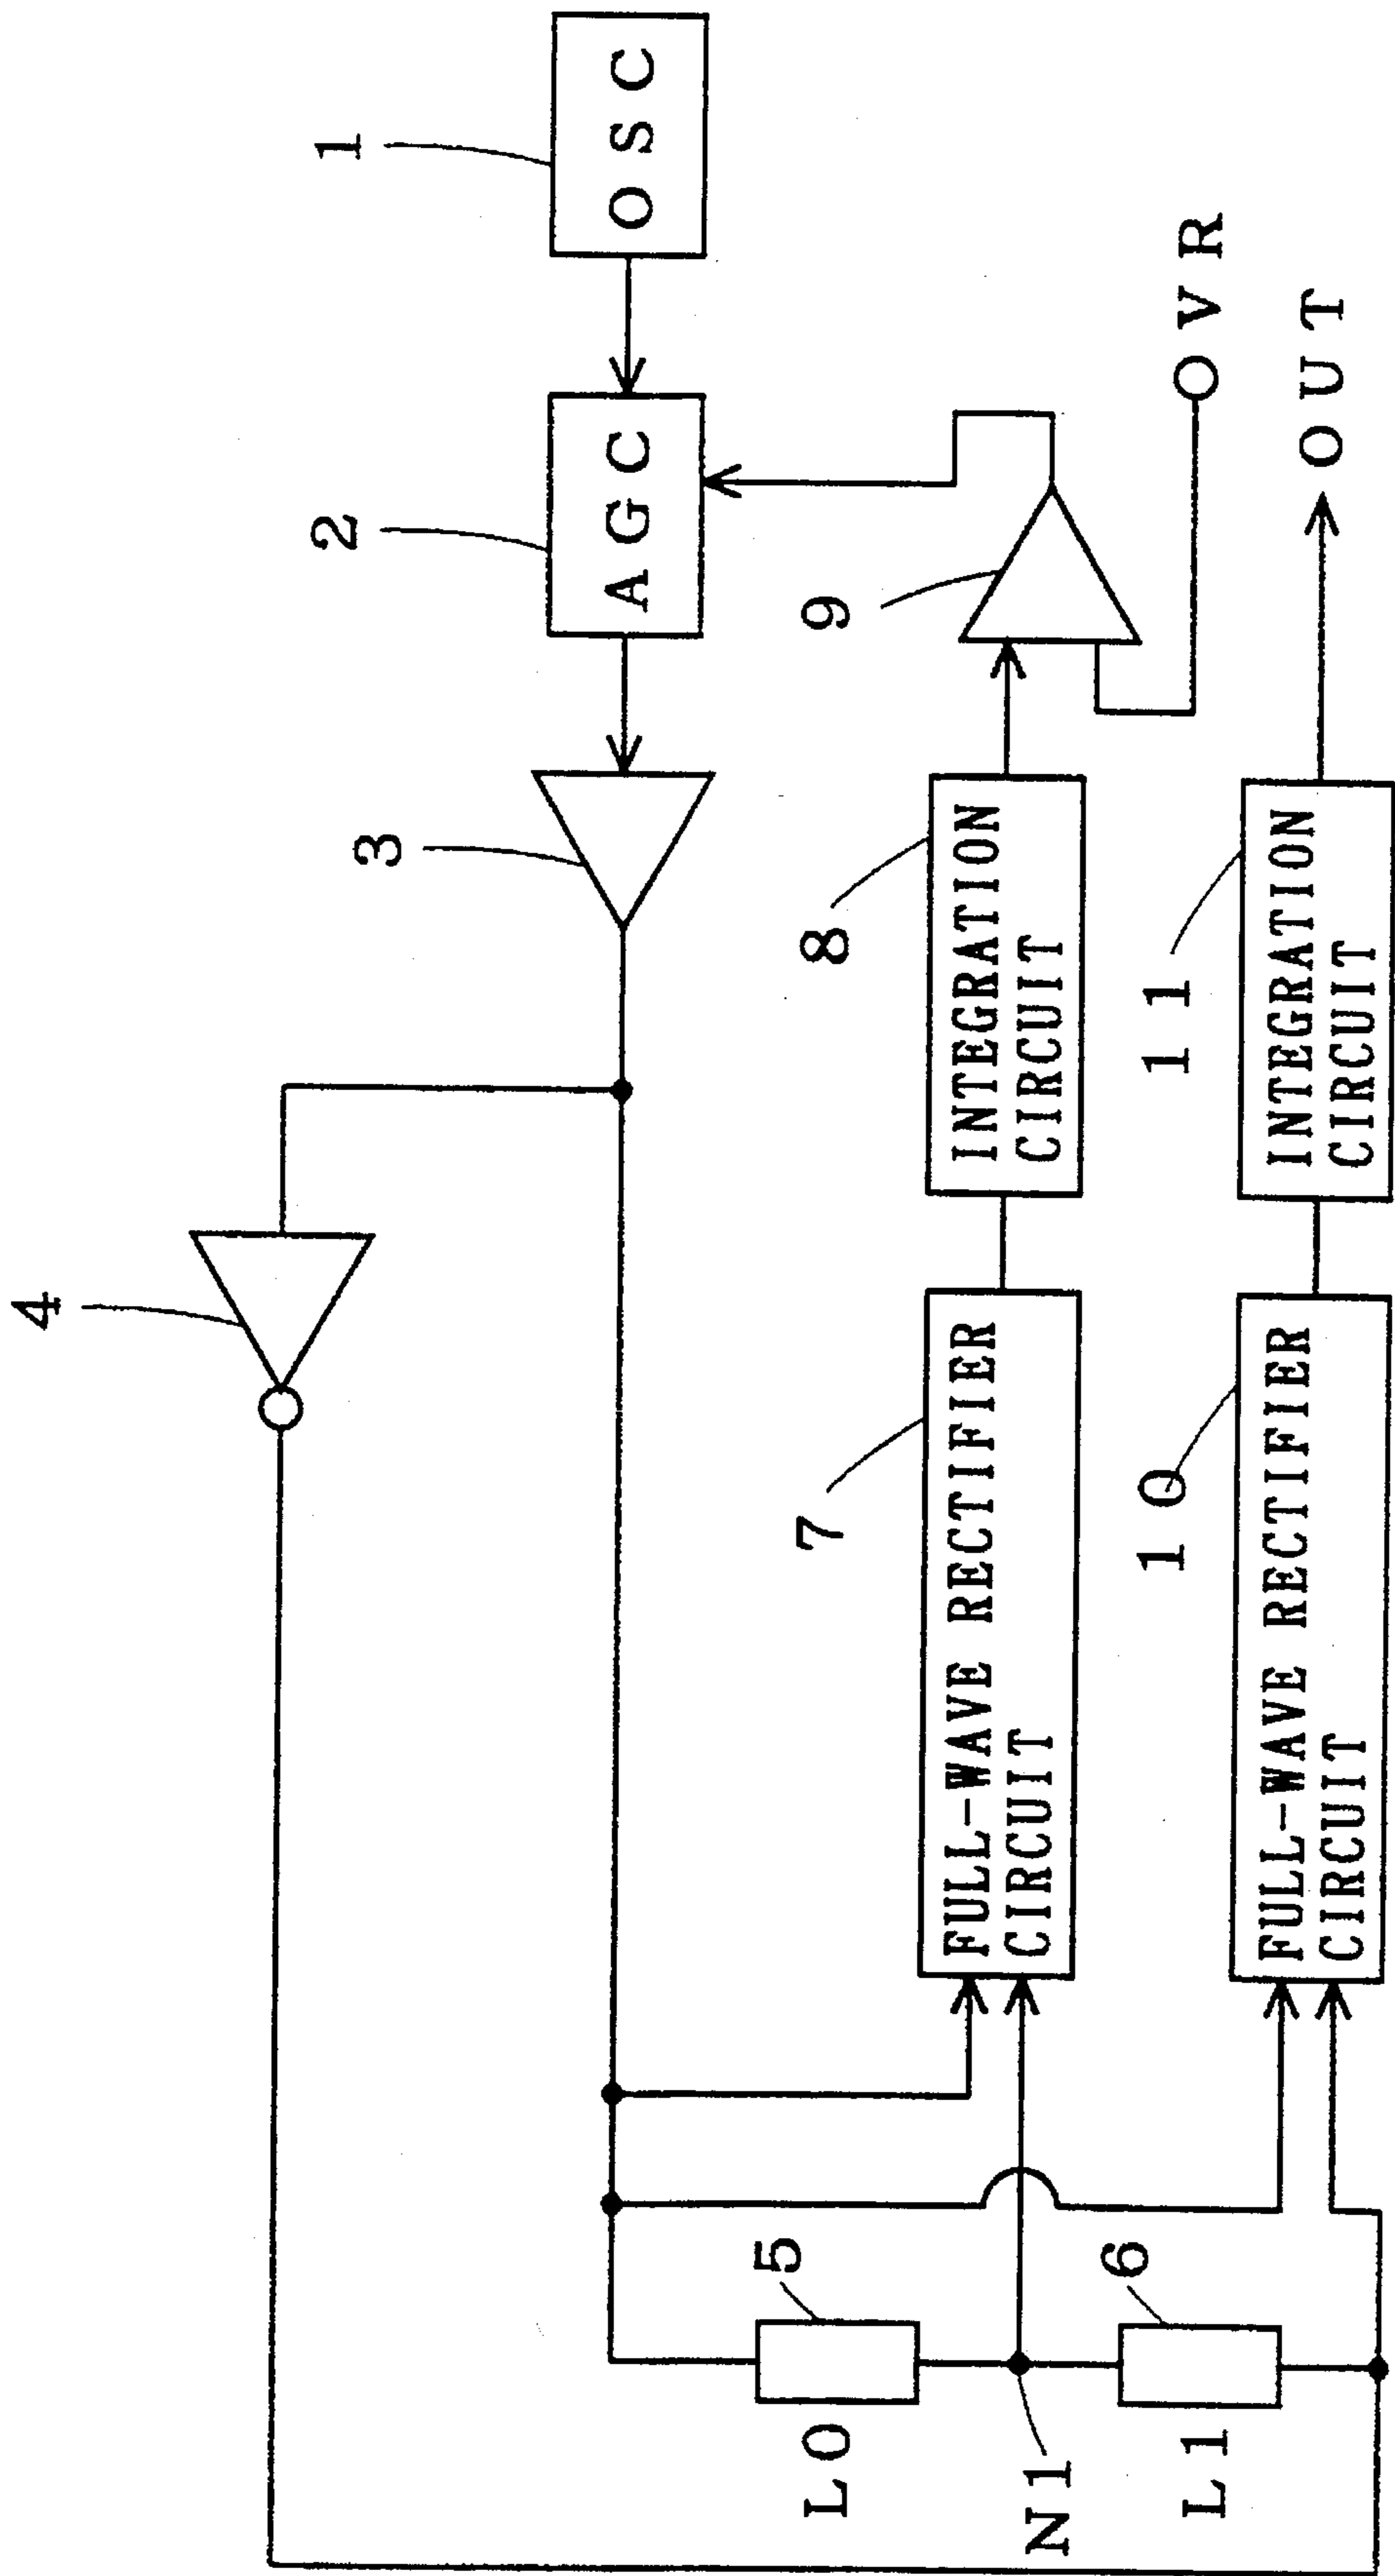 4
3
2
1
AGC
OSC
L0
5
7
8
9
FULL-WAVE RECTIFIER
CIRCUIT
INTEGRATION
CIRCUIT
N1
OVR
L1
6
10
11
FULL-WAVE RECTIFIER
CIRCUIT
INTEGRATION
CIRCUIT
OUT